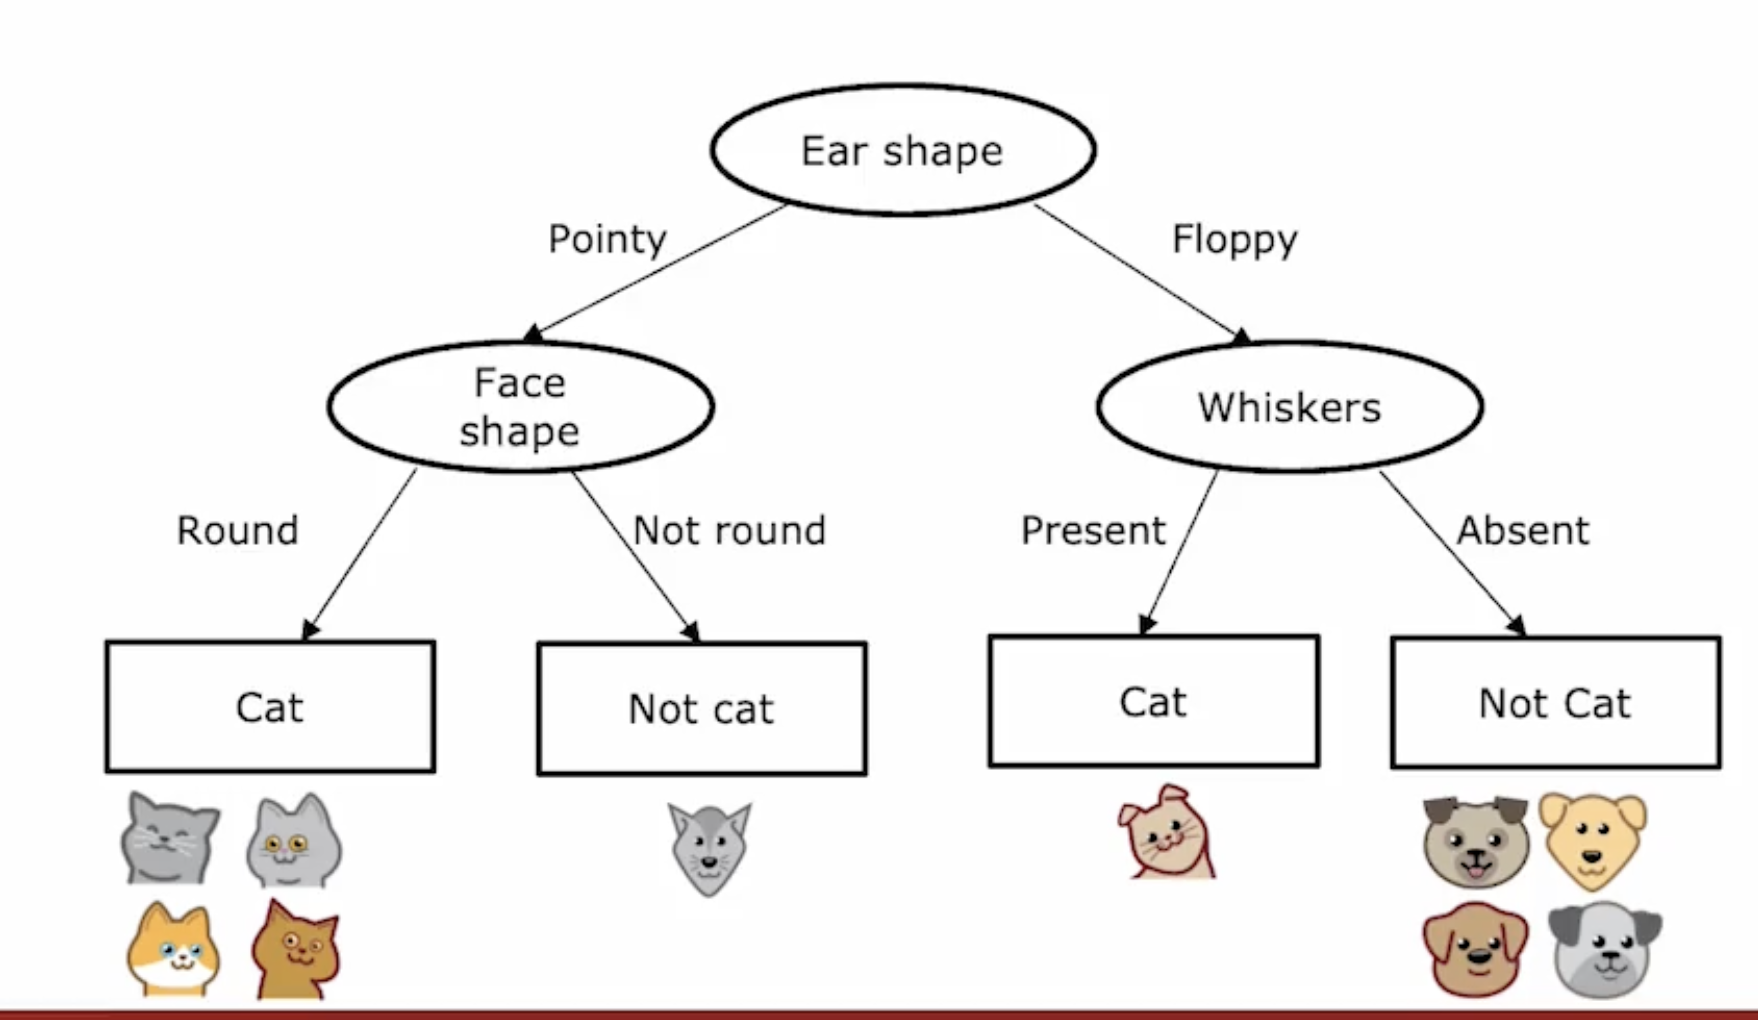 Ear shape
Pointy
Floppy
Face
shape
Whiskers
Round
Not round
Present
Absent
Cat
Not cat
Cat
Not Cat